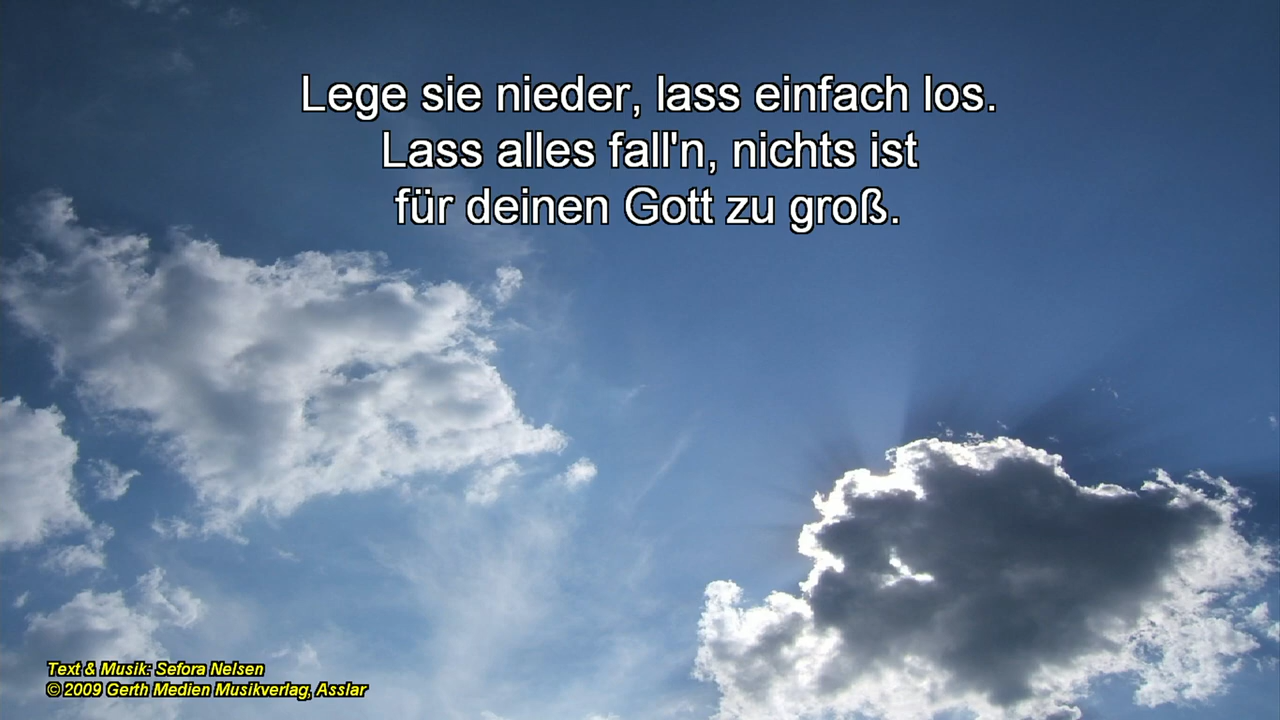 Lege sie nieder, lass einfach los.
Lass alles fall'n, nichts ist
für deinen Gott zu groß.
Text & Musik: Sefora Nelsen
© 2009 Gerth Medien Musikverlag, Asslar